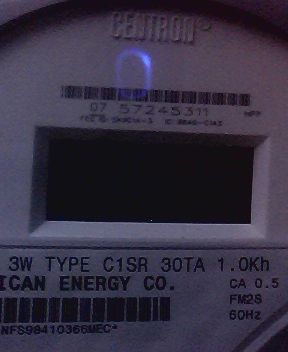 CENTRON®
07 57245311
3W TYPE C1SR 30TA 1.0Kh
ICAN ENERGY CO.
CA 0.5
FM2S
60Hz
NFS98410366MEC*